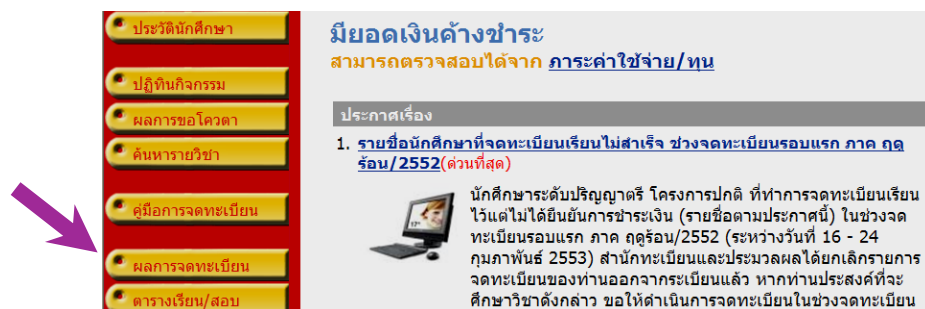 ประวัตินักศึกษา
ปฏิทินกิจกรรม
ผลการขอโควตา
ค้นหารายวิชา
คู่มือการจดทะเบียน
ผลการจดทะเบียน
ตารางเรียน/สอบ
มียอดเงินค้างชำระ
สามารถตรวจสอบได้จาก ภาระค่าใช้จ่าย/ทุน
ประกาศเรื่อง
1. รายชื่อนักศึกษาที่จดทะเบียนเรียนไม่สำเร็จ ช่วงจดทะเบียนรอบแรก ภาค ฤดู
ร้อน/2552(ด่วนที่สุด)
นักศึกษาระดับปริญญาตรี โครงการปกติ ที่ทำการจดทะเบียนเรียน
ไว้แต่ไม่ได้ยืนยันการชำระเงิน (รายชื่อตามประกาศนี้) ในช่วงจด
ทะเบียนรอบแรก ภาค ฤดูร้อน/2552 (ระหว่างวันที่ 16 - 24
กุมภาพันธ์ 2553) สำนักทะเบียนและประมวลผลได้ยกเลิกรายการ
จดทะเบียนของท่านออกจากระเบียนแล้ว หากท่านประสงค์ที่จะ
ศึกษาวิชาดังกล่าว ขอให้ดำเนินการจดทะเบียนในช่วงจดทะเบียน